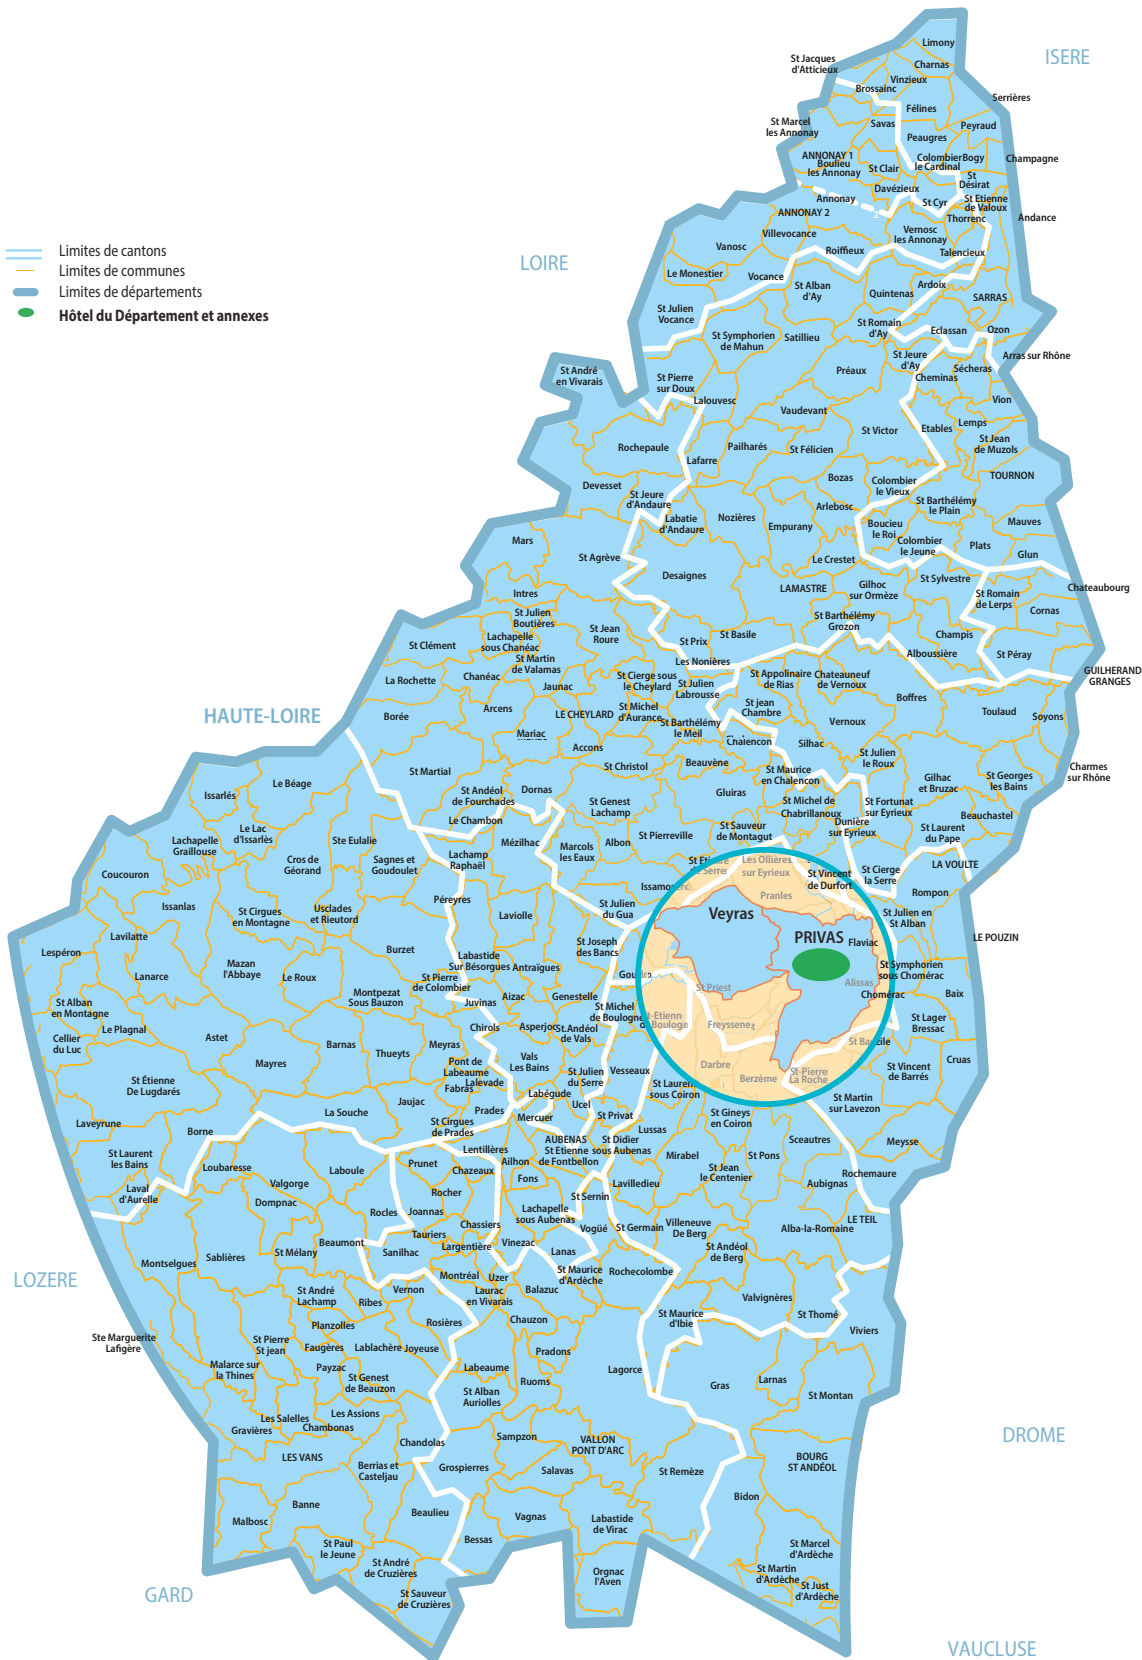 Limony
ISERE
St Jacques
d'Atticieux
Charnas
Vinzieux
Brossainc
Serrières
Félines
St Marcel
les Annonay
Savas
Peyraud
Peaugres
ANNONAY 1
Boulieu
les Annonay
St Clair
Colombier
le Cardinal
Bogy
Champagne
St
Désirat
Davézieux
Annonay
St Cyr
St Etienne
de Valoux
ANNONAY 2
2
Thorrenc
Andance
Villevocance
Vernosc
les Annonay
Vanosc
Roiffieux
Talencieux
Limites de cantons
Limites de communes
Limites de départements
Hôtel du Département et annexes
LOIRE
Le Monestier
Vocance
St Alban
d'Ay
Quintenas
Ardoix
SARRAS
St Julien
Vocance
St Symphorien
de Mahun
Satillieu
St Romain
d'Ay
Eclassan
Ozon
St Jeure
d'Ay
Arras sur Rhône
St André
en Vivarais
St Pierre
sur Doux
Préaux
Cheminas
Sécheras
Lalouvesc
Vion
Vaudevant
Rochepaule
Pailharés
St Félicien
St Victor
Etables
Lemps
St Jean
de Muzols
Lafarre
Devesset
St Jeure
d'Andaure
Bozas
Colombier
le Vieux
TOURNON
Labatie
d'Andaure
Nozières
Empurany
Arlebosc
St Barthélémy
le Plain
Boucieu
le Roi
Mauves
Mars
St Agrève
Colombier
le Jeune
Plats
Glun
Le Crestet
Desaignes
LAMASTRE
Gilhoc
sur Ormèze
St Sylvestre
Chateaubourg
St Romain
de Lerps
Intres
Cornas
St Julien
Boutières
St Jean
Roure
St Barthélémy
Grozon
St Clément
Lachapelle
sous Chanéac
St Prix
St Basile
Champis
Alboussière
St Péray
St Martin
de Valamas
Les Nonières
GUILHERAND
GRANGES
La Rochette
Chanéac
Jaunac
St Cierge sous
le Cheylard
St Julien
Labrousse
St Appolinaire
de Rias
Chateauneuf
de Vernoux
Boffres
HAUTE-LOIRE
Borée
Arcens
LE CHEYLARD
St Michel
d'Aurance
St jean
Chambre
Toulaud
Soyons
St Barthélémy
le Meil
Vernoux
Mariac
Accons
Chalencon
Silhac
St Martial
St Christol
Beauvène
St Julien
le Roux
St Maurice
en Chalencon
Charmes
sur Rhône
Le Béage
Issarlés
St Andéol
de Fourchades
Dornas
Gluiras
Gilhac
et Bruzac
St Georges
les Bains
St Genest
Lachamp
St Michel de
Chabrillanoux
St Fortunat
sur Eyrieux
Beauchastel
Le Chambon
Dunière
sur Eyrieux
Lachapelle
Graillouse
Le Lac
d'Issarlès
Ste Eulalie
Mézilhac
Marcols
les Eaux
Albon
St Pierreville
St Sauveur
de Montagut
St Laurent
du Pape
Coucouron
Cros de
Géorand
Sagnes et
Goudoulet
Lachamp
Raphaël
St Etienne
de Serre
Les Ollières
sur Eyrieux
St Vincent
de Durfort
St Cierge
la Serre
LA VOULTE
Issamoulenc
Pranles
Rompon
Issanlas
Usclades
et Rieutord
Péreyres
St Cirgues
en Montagne
Laviolle
St Julien
du Gua
Veyras
St Julien en
St Alban
Lespéron
Lavilatte
PRIVAS
Flaviac
LE POUZIN
Burzet
Labastide
Sur Bésorgues
Antraïgues
St Joseph
des Bancs
Lanarce
Mazan
l'Abbaye
Le Roux
St Pierre
de Colombier
St Symphorien
sous Chomérac
St Priest
Alissas
St Alban
en Montagne
Montpezat
Sous Bauzon
Juvinas
Aizac
Genestelle
Chomérac
Baix
Le Plagnal
St Michel
de Boulogne
Cellier
du Luc
Astet
Chirols
Asperjoc
St.Andéol
de Vals
Freyssenet
St Lager
Bressac
Barnas
Thueyts
Meyras
St Bauzile
Mayres
Pont de
Labeaume
Vals
Les Bains
Vesseaux
Darbre
Cruas
St Étienne
De Lugdarés
Fabras
Lalevade
St Julien
du Serre
St Laurent
sous Coiron
Berzème
St-Pierre
La Roche
St Vincent
de Barrés
Jaujac
Labégude
Ucel
Laveyrune
La Souche
Prades
Mercuer
St Privat
St Gineys
en Coiron
St Martin
sur Lavezon
Borne
St Cirgues
de Prades
Lussas
AUBENAS
St Etienne
de Fontbellon
St Didier
sous Aubenas
Sceautres
Meysse
St Laurent
les Bains
Lentillères
Loubaresse
Laboule
Prunet
Chazeaux
Ailhon
Mirabel
St Pons
Rochemaure
Laval
d'Aurelle
Valgorge
Fons
Lavilledieu
St Jean
le Centenier
Aubignas
Dompnac
Rocher
St Sernin
Rocles
Joannas
Lachapelle
sous Aubenas
LE TEIL
Chassiers
Vogüé
St Germain
Villeneuve
De Berg
Alba-la-Romaine
Tauriers
Beaumont
Sanilhac
Largentière
Vinezac
Lanas
St Andéol
de Berg
LOZERE
Montselgues
Sablières
St Mélany
St Maurice
d'Ardèche
Rochecolombe
Montréal
Uzer
St André
Lachamp
Ribes
Vernon
Laurac
en Vivarais
Balazuc
Valvignères
St Thomé
St Maurice
d'Ibie
Planzolles
Rosières
Chauzon
Viviers
Ste Marguerite
Lafigère
St Pierre
St jean
Faugères
Lablachère
Joyeuse
Pradons
Malarce sur
la Thines
Payzac
Labeaume
Lagorce
St Genest
de Beauzon
Ruoms
Gras
Larnas
St Alban
Auriolles
St Montan
Les Salelles
Les Assions
Gravières
Chambonas
Chandolas
Sampzon
VALLON
PONT D'ARC
DROME
LES VANS
Berrias et
Casteljau
Grospierres
Salavas
St Remèze
BOURG
ST ANDÉOL
Banne
Beaulieu
Bidon
Malbosc
Vagnas
Labastide
de Virac
Bessas
St Paul
le Jeune
St Marcel
d'Ardèche
St André
de Cruzières
Orgnac
l'Aven
St Martin
d'Ardèche
St Just
d'Ardèche
GARD
St Sauveur
de Cruzières
VAUCLUSE